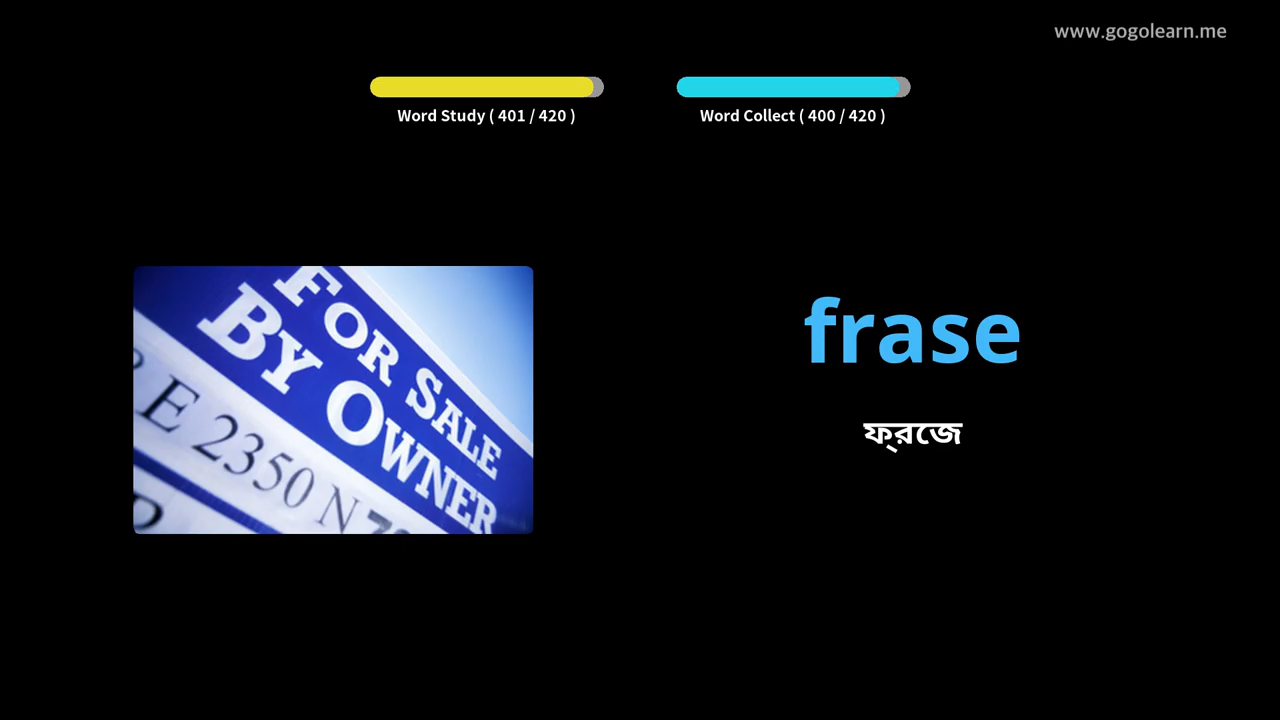 www.gogolearn.me
Word Study ( 401 / 420 )
Word Collect ( 400 / 420 )
FOR SALE
BY OWNER
E 2350 N
frase
ফ্রজে